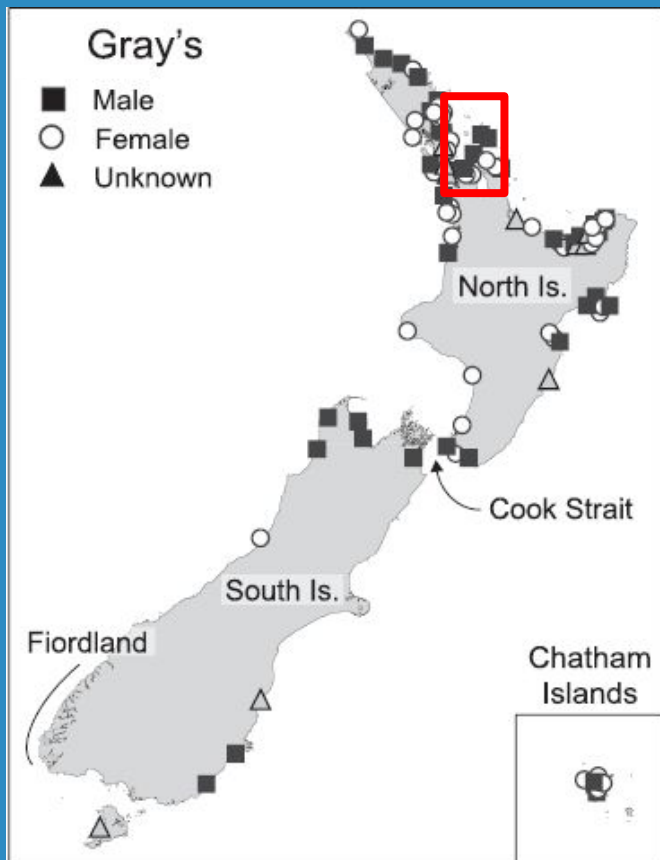 Gray's
Male
Female
Unknown
North Is.
Cook Strait
South Is.
Fiordland
Chatham
Islands